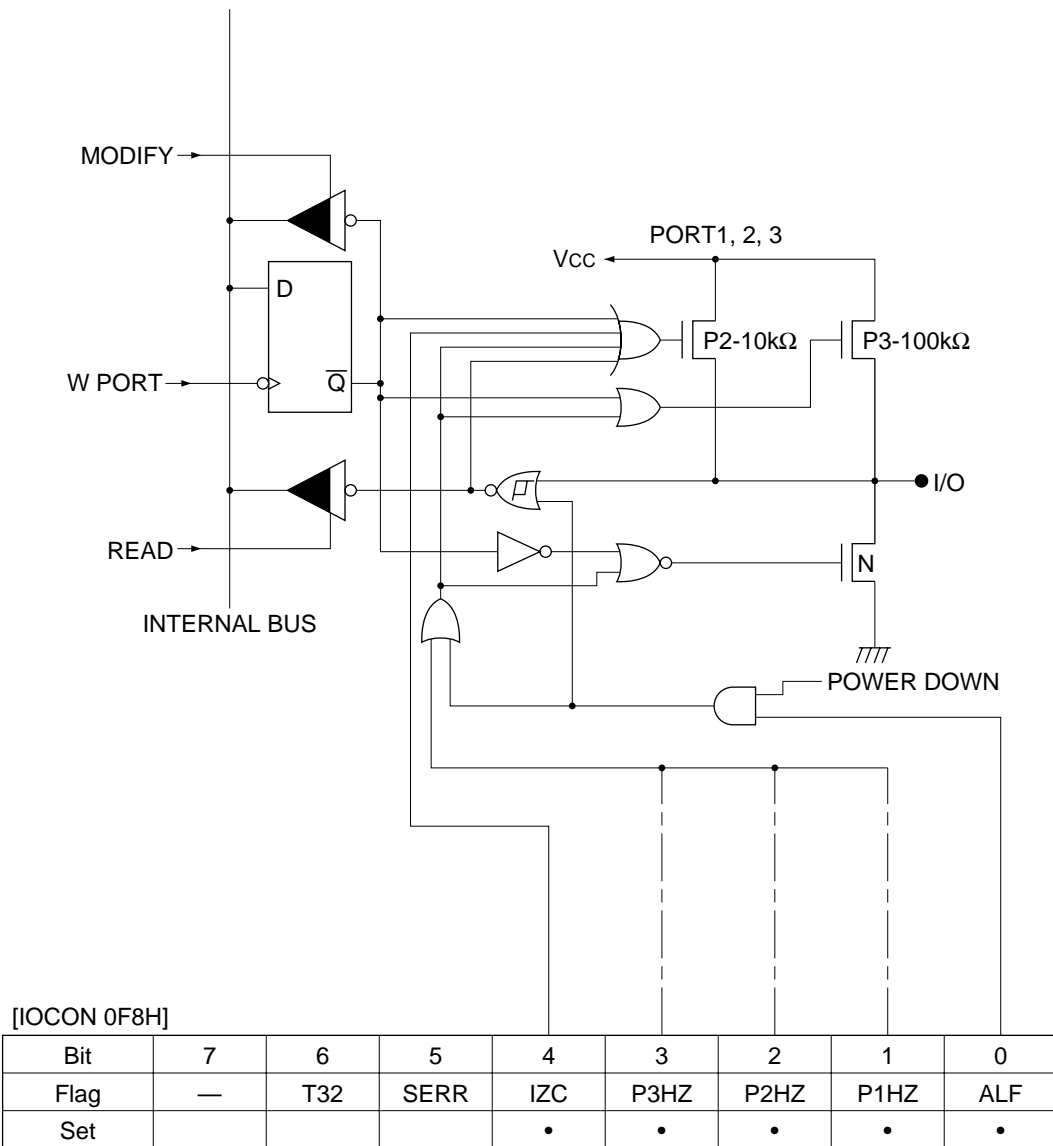 MODIFY
PORT1, 2, 3
VCC
D
P2-10kΩ
P3-100kΩ
W PORT
Q
I/O
READ
N
INTERNAL BUS
POWER DOWN
[IOCON 0F8H]
Bit 7 6 5 4 3 2 1 0
Flag — T32 SERR IZC P3HZ P2HZ P1HZ ALF
Set • • • • •